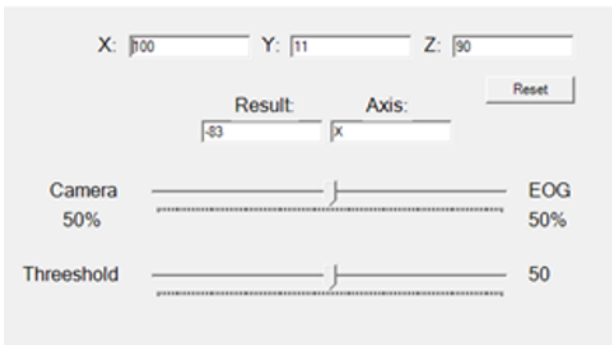 X: 100 Y: 11 Z: 90
Reset
Result: Axis:
-83 X
Camera EOG
50% 50%
Threeshold 50